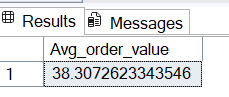 Results Messages
Avg_order_value
1 38.3072623343546